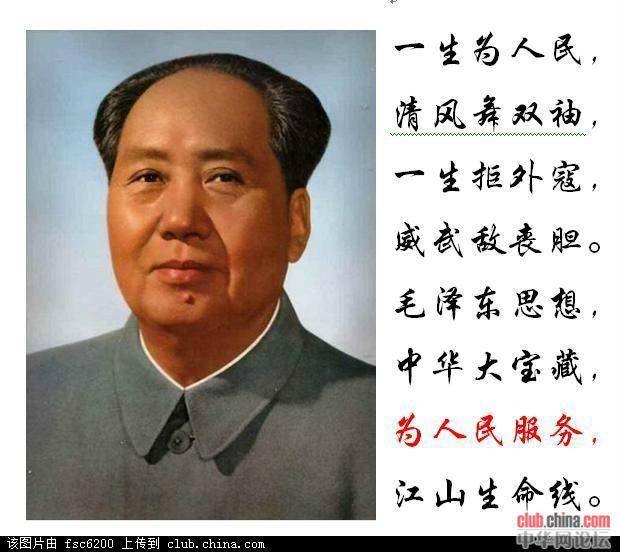 一生为人民，
清风舞双袖，
一生拒外寇，
威武敌丧胆。
毛泽东思想，
中华大宝藏，
为人民服务，
江山生命线。
club.china.com
中华网论坛
该图片由 fsc6200 上传到 club.china.com